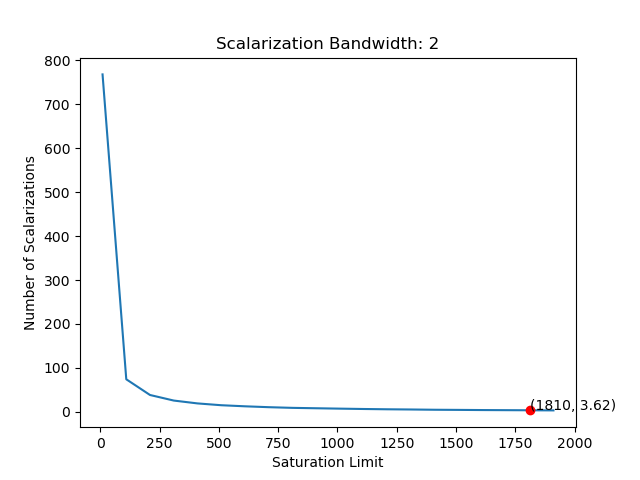 Scalarization Bandwidth: 2
800
700
600
500
400
300
200
100
0
Number of Scalarizations
(1810, 3.62)
0 250 500 750 1000 1250 1500 1750 2000
Saturation Limit